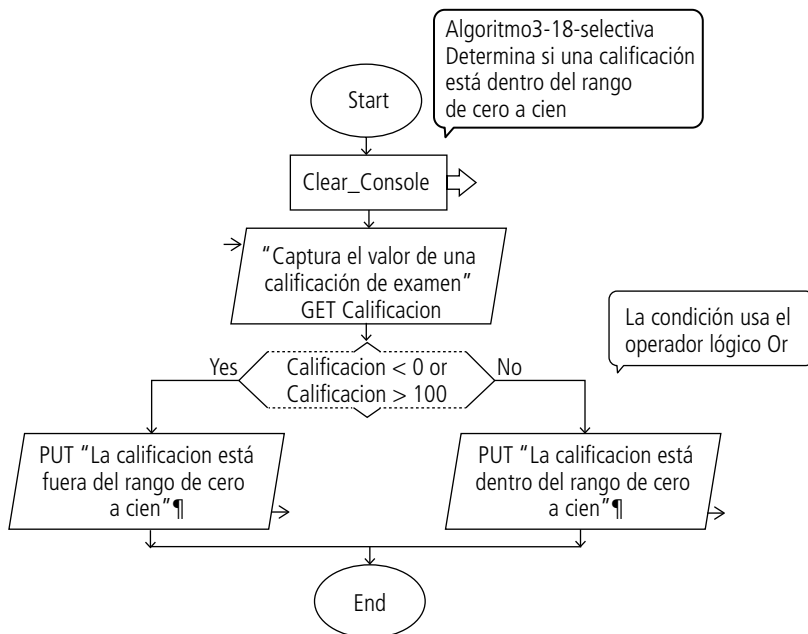 Algoritmo3-18-selectiva
Determina si una calificación
está dentro del rango
de cero a cien
Start
Clear_Console
"Captura el valor de una
calificación de examen"
GET Calificacion
La condición usa el
operador lógico Or
Yes
Calificacion < 0 or
Calificacion > 100
No
PUT "La calificacion está
fuera del rango de cero
a cien"¶
PUT "La calificacion está
dentro del rango de cero
a cien"¶
End